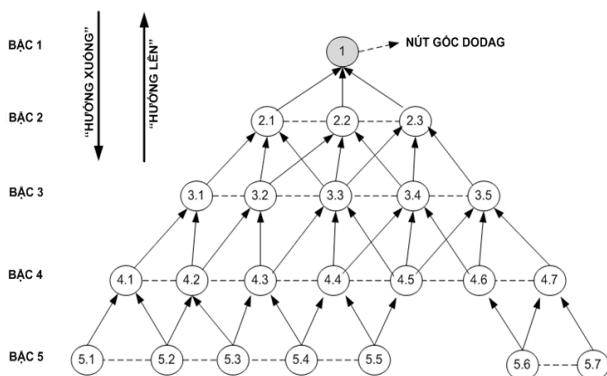 BẬC 1
"HƯỚNG XUỐNG"
"HƯỚNG LÊN"
1
NÚT GÓC DODAG
BẬC 2
2.1
2.2
2.3
BẬC 3
3.1
3.2
3.3
3.4
3.5
BẬC 4
4.1
4.2
4.3
4.4
4.5
4.6
4.7
BẬC 5
5.1
5.2
5.3
5.4
5.5
5.6
5.7